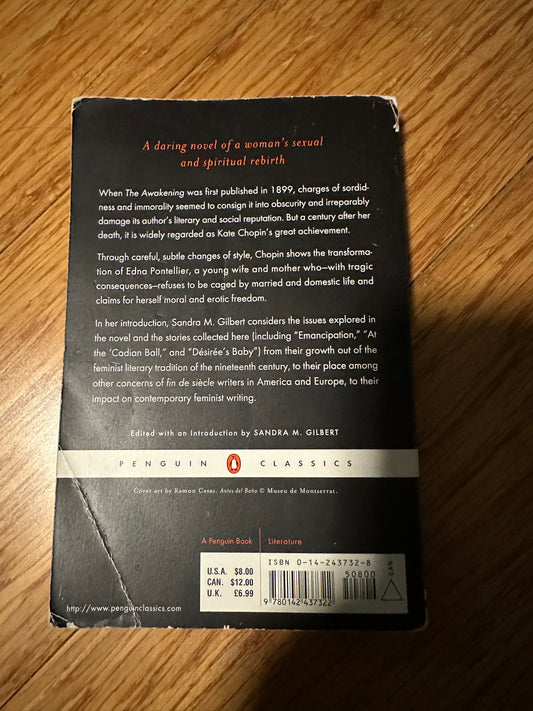 A daring novel of a woman's sexual
and spiritual rebirth
When The Awakening was first published in 1899, charges of sordid-
ness and immorality seemed to consign it into obscurity and irreparably
damage its author's literary and social reputation. But a century after her
death, it is widely regarded as Kate Chopin's great achievement.
Through careful, subtle changes of style, Chopin shows the transforma-
tion of Edna Pontellier, a young wife and mother who—with tragic
consequences—refuses to be caged by married and domestic life and
claims for herself moral and erotic freedom.
In her introduction, Sandra M. Gilbert considers the issues explored in
the novel and the stories collected here (including "Emancipation," "At
the 'Cadian Ball," and "Désirée's Baby") from their growth out of the
feminist literary tradition of the nineteenth century, to their place among
other concerns of fin de siècle writers in America and Europe, to their
impact on contemporary feminist writing.
Edited with an Introduction by SANDRA M. GILBERT
PENGUIN CLASSICS
Cover art by Ramon Casas. Antes del Baño © Museu de Montserrat.
A Penguin Book | Literature
U.S.A. $8.00
CAN. $12.00
U.K. £6.99
ISBN 0-14-243732-8
50800
EAN
9 780142 437322
http://www.penguinclassics.com